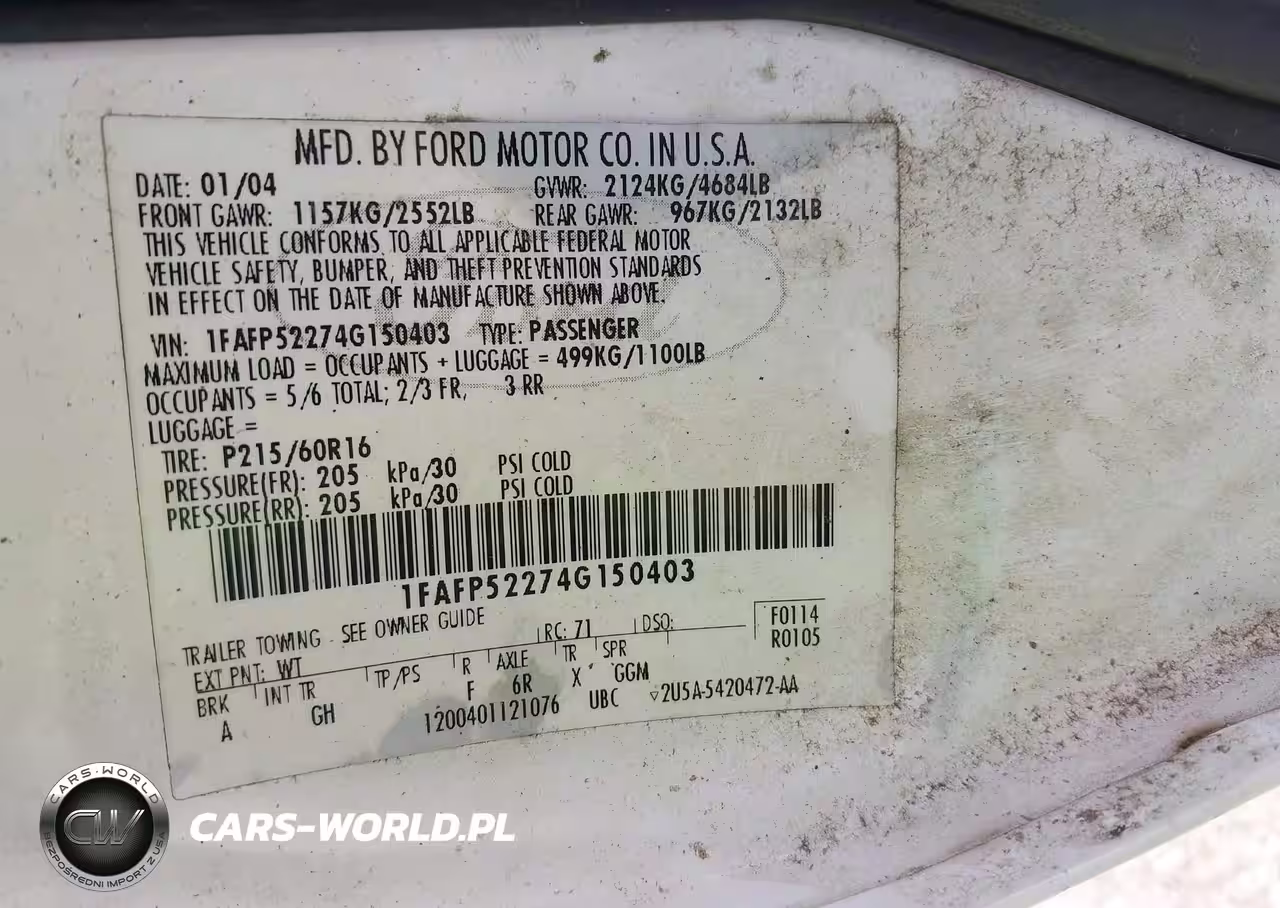 MFD. BY FORD MOTOR CO. IN U.S.A.
DATE: 01/04 GVWR: 2124KG/4684LB
FRONT GAWR: 1157KG/2552LB REAR GAWR: 967KG/2132LB
THIS VEHICLE CONFORMS TO ALL APPLICABLE FEDERAL MOTOR
VEHICLE SAFETY, BUMPER, AND THEFT PREVENTION STANDARDS
IN EFFECT ON THE DATE OF MANUFACTURE SHOWN ABOVE.
VIN: 1FAFP52274G150403 TYPE: PASSENGER
MAXIMUM LOAD = OCCUPANTS + LUGGAGE = 499KG/1100LB
OCCUPANTS = 5/6 TOTAL; 2/3 FR, 3 RR
LUGGAGE =
TIRE: P215/60R16
PRESSURE(FR): 205 kPa/30 PSI COLD
PRESSURE(RR): 205 kPa/30 PSI COLD
1FAFP52274G150403
TRAILER TOWING - SEE OWNER GUIDE
F0114
EXT PNT: WT RC: 71 DSO: R0105
BRK INT TR TP/PS R AXLE TR SPR
A GH F 6R X GGM
1200401121076 UBC 2U5A-5420472-AA
CARS-WORLD
CW
BEZPOŚREDNI IMPORT Z USA
CARS-WORLD.PL